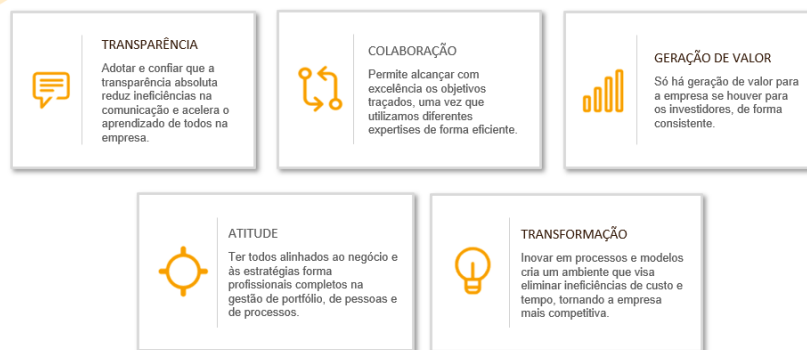 TRANSPARÊNCIA
Adotar e confiar que a
transparência absoluta
reduz ineficiências na
comunicação e acelera o
aprendizado de todos na
empresa.
COLABORAÇÃO
Permite alcançar com
excelência os objetivos
traçados, uma vez que
utilizamos diferentes
expertises de forma eficiente.
GERAÇÃO DE VALOR
Só há geração de valor para
a empresa se houver para
os investidores, de forma
consistente.
ATITUDE
Ter todos alinhados ao negócio e
às estratégias forma
profissionais completos na
gestão de portfólio, de pessoas e
de processos.
TRANSFORMAÇÃO
Inovar em processos e modelos
cria um ambiente que visa
eliminar ineficiências de custo e
tempo, tornando a empresa
mais competitiva.